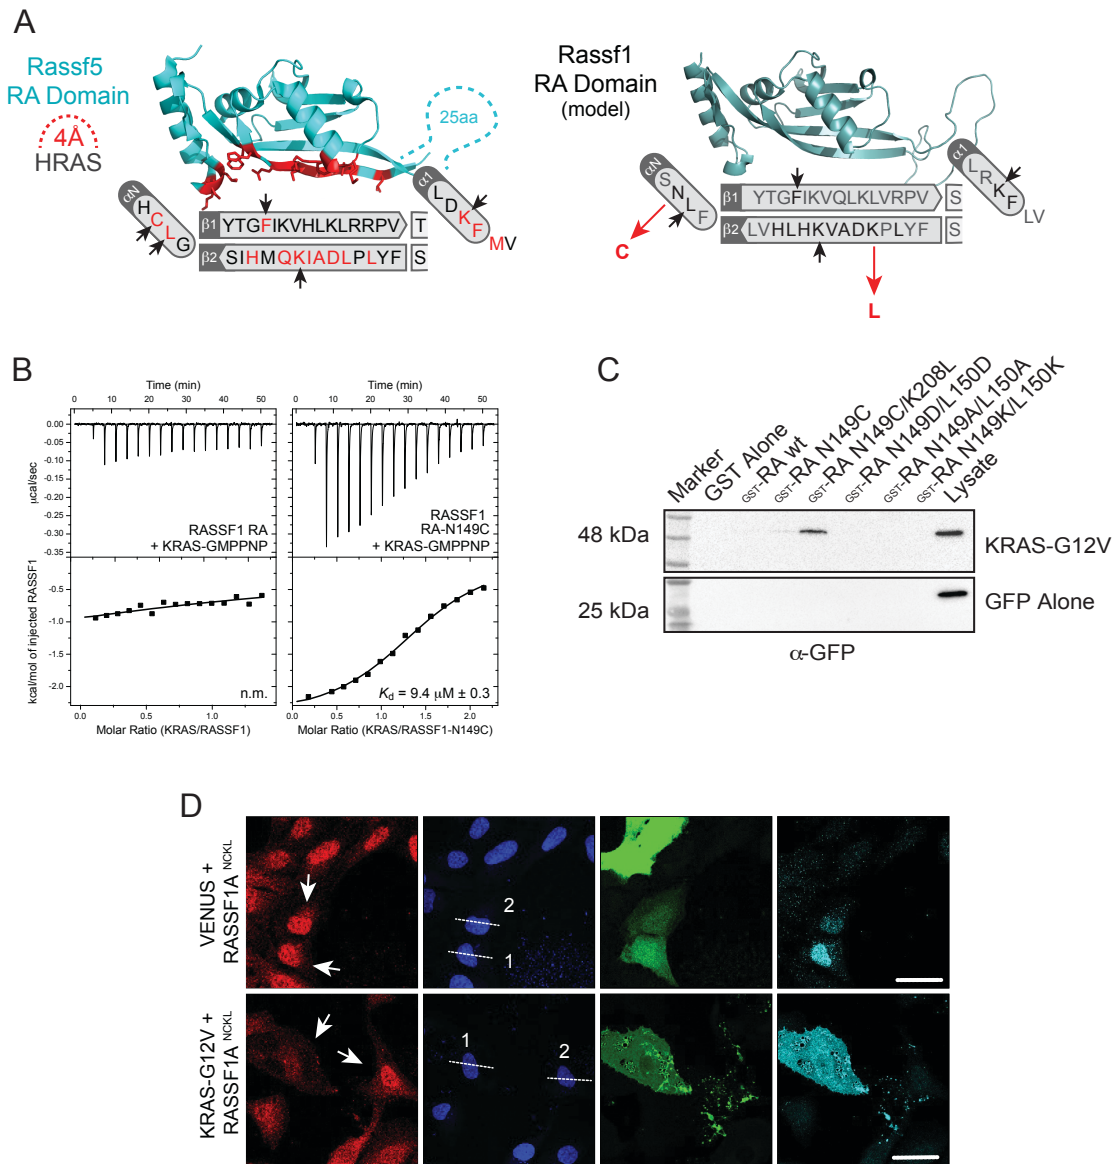 A
Rassf5
RA Domain
4Å
HRAS
25aa
αN
H C L G
β1 YTGFIKVHLKLRRPV T
β2 SIHMQKIADLPLYF S
α1
L D K F
MV
Rassf1
RA Domain
(model)
αN
S N L F
C
β1 YTGFIKVQLKLVRPV S
β2 LVHLHKVADKPLYF S
L
α1
L R K F
LV
B
Time (min)
0 10 20 30 40 50
Time (min)
0 10 20 30 40 50
µcal/sec
0.00
-0.05
-0.10
-0.15
-0.20
-0.25
-0.30
-0.35
RASSF1 RA
+ KRAS-GMPPNP
RASSF1
RA-N149C
+ KRAS-GMPPNP
kcal/mol of injected RASSF1
-0.5
-1.0
-1.5
-2.0
n.m.
Kd = 9.4 µM ± 0.3
0.0 0.5 1.0
0.0 0.5 1.0 1.5 2.0
Molar Ratio (KRAS/RASSF1)
Molar Ratio (KRAS/RASSF1-N149C)
C
Marker
GST Alone
GST-RA wt
GST-RA N149C
GST-RA N149C/K208L
GST-RA N149D/L150D
GST-RA N149A/L150A
GST-RA N149K/L150K
Lysate
48 kDa
KRAS-G12V
25 kDa
GFP Alone
α-GFP
D
VENUS +
RASSF1A NCKL
2
1
KRAS-G12V +
RASSF1A NCKL
1
2